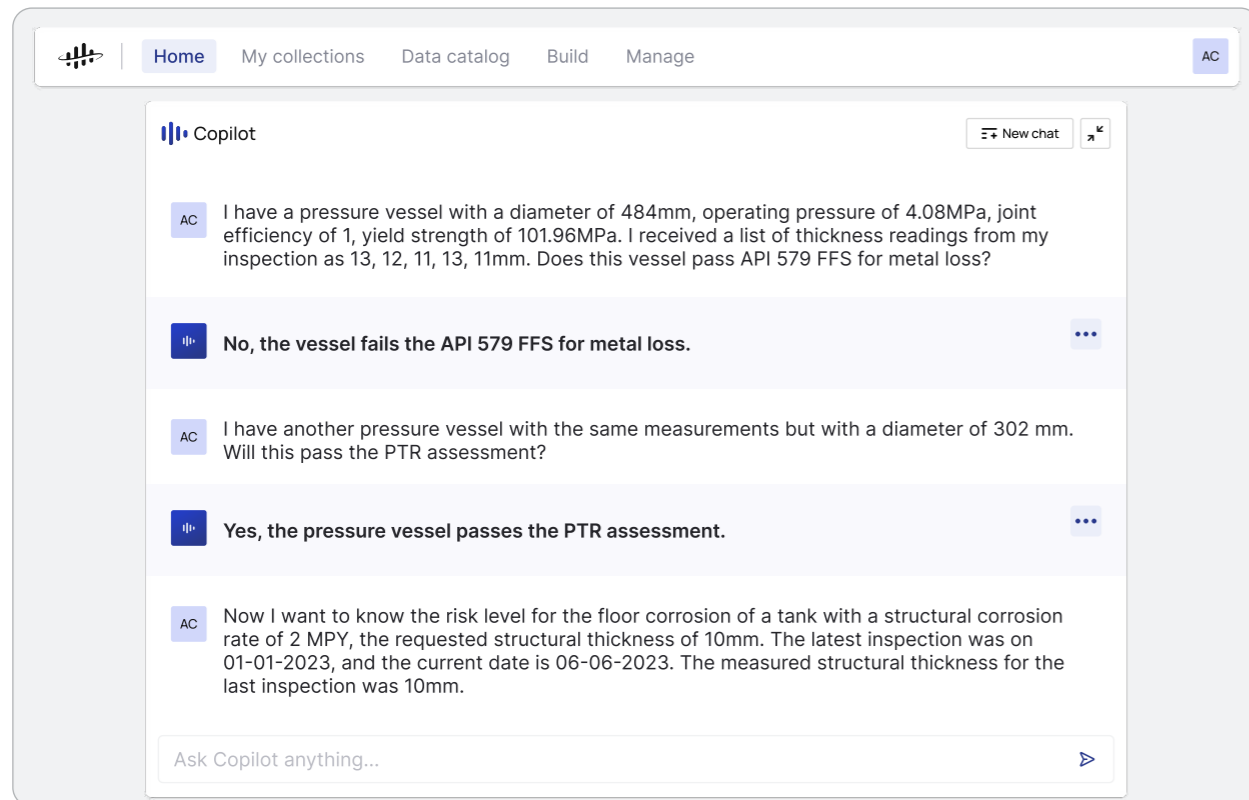 Home My collections Data catalog Build Manage AC
Copilot New chat
AC I have a pressure vessel with a diameter of 484mm, operating pressure of 4.08MPa, joint
efficiency of 1, yield strength of 101.96MPa. I received a list of thickness readings from my
inspection as 13, 12, 11, 13, 11mm. Does this vessel pass API 579 FFS for metal loss?
No, the vessel fails the API 579 FFS for metal loss.
AC I have another pressure vessel with the same measurements but with a diameter of 302 mm.
Will this pass the PTR assessment?
Yes, the pressure vessel passes the PTR assessment.
AC Now I want to know the risk level for the floor corrosion of a tank with a structural corrosion
rate of 2 MPY, the requested structural thickness of 10mm. The latest inspection was on
01-01-2023, and the current date is 06-06-2023. The measured structural thickness for the
last inspection was 10mm.
Ask Copilot anything...